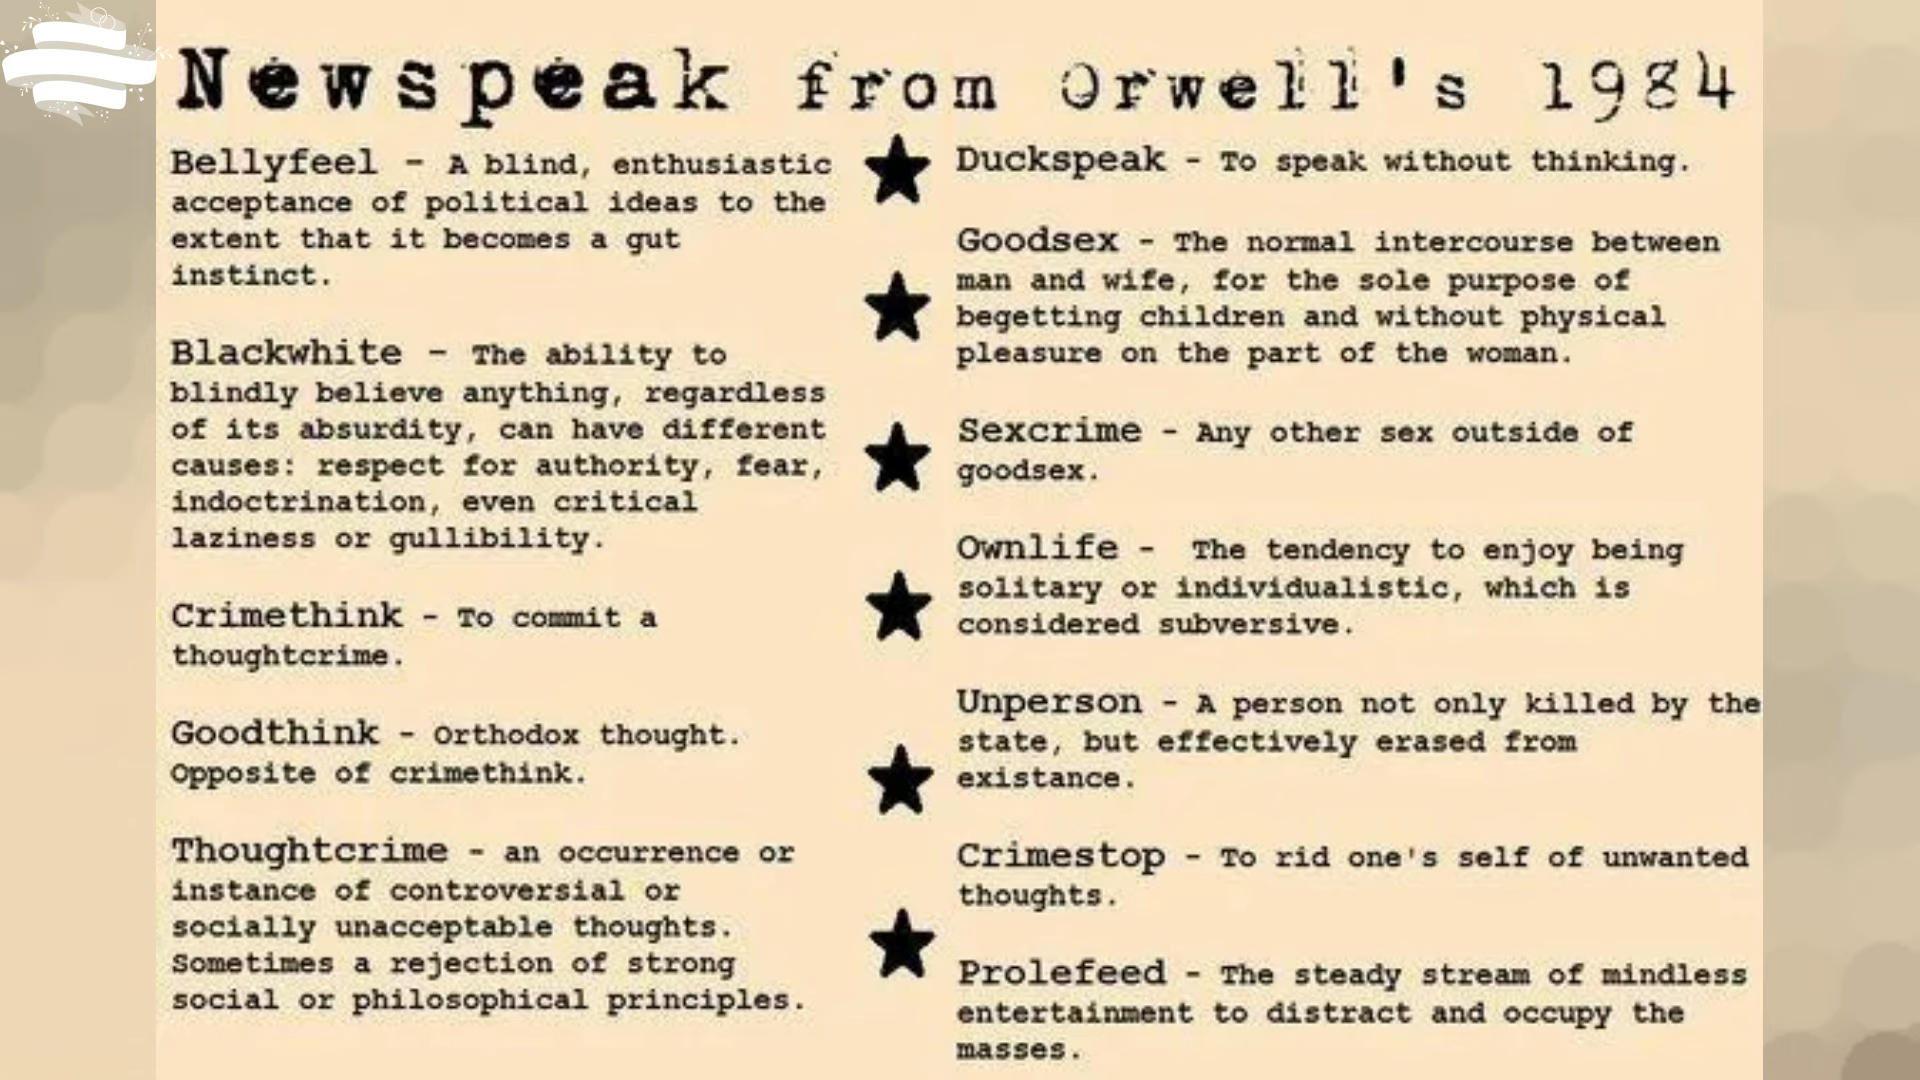 Newspeak from Orwell's 1984
Bellyfeel - A blind, enthusiastic
acceptance of political ideas to the
extent that it becomes a gut
instinct.
Blackwhite - The ability to
blindly believe anything, regardless
of its absurdity, can have different
causes: respect for authority, fear,
indoctrination, even critical
laziness or gullibility.
Crimethink - To commit a
thoughtcrime.
Goodthink - Orthodox thought.
Opposite of crimethink.
Thoughtcrime - an occurrence or
instance of controversial or
socially unacceptable thoughts.
Sometimes a rejection of strong
social or philosophical principles.
Duckspeak - To speak without thinking.
Goodsex - The normal intercourse between
man and wife, for the sole purpose of
begetting children and without physical
pleasure on the part of the woman.
Sexcrime - Any other sex outside of
goodsex.
Ownlife - The tendency to enjoy being
solitary or individualistic, which is
considered subversive.
Unperson - A person not only killed by the
state, but effectively erased from
existance.
Crimestop - To rid one's self of unwanted
thoughts.
Prolefeed - The steady stream of mindless
entertainment to distract and occupy the
masses.